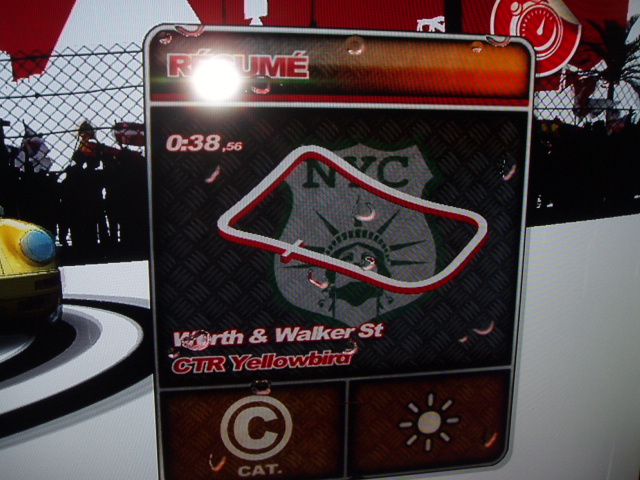 RÉSUMÉ
0:38,56
NYC
Worth & Walker St
CTR Yellowbird
C
CAT.